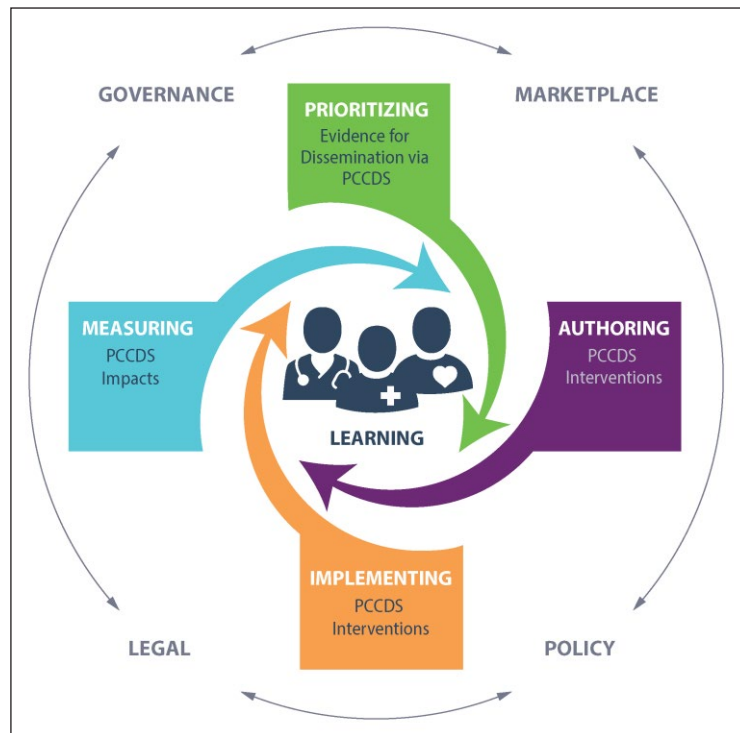 GOVERNANCE
MARKETPLACE
PRIORITIZING
Evidence for
Dissemination via
PCCDS
MEASURING
PCCDS
Impacts
AUTHORING
PCCDS
Interventions
LEARNING
IMPLEMENTING
PCCDS
Interventions
LEGAL
POLICY